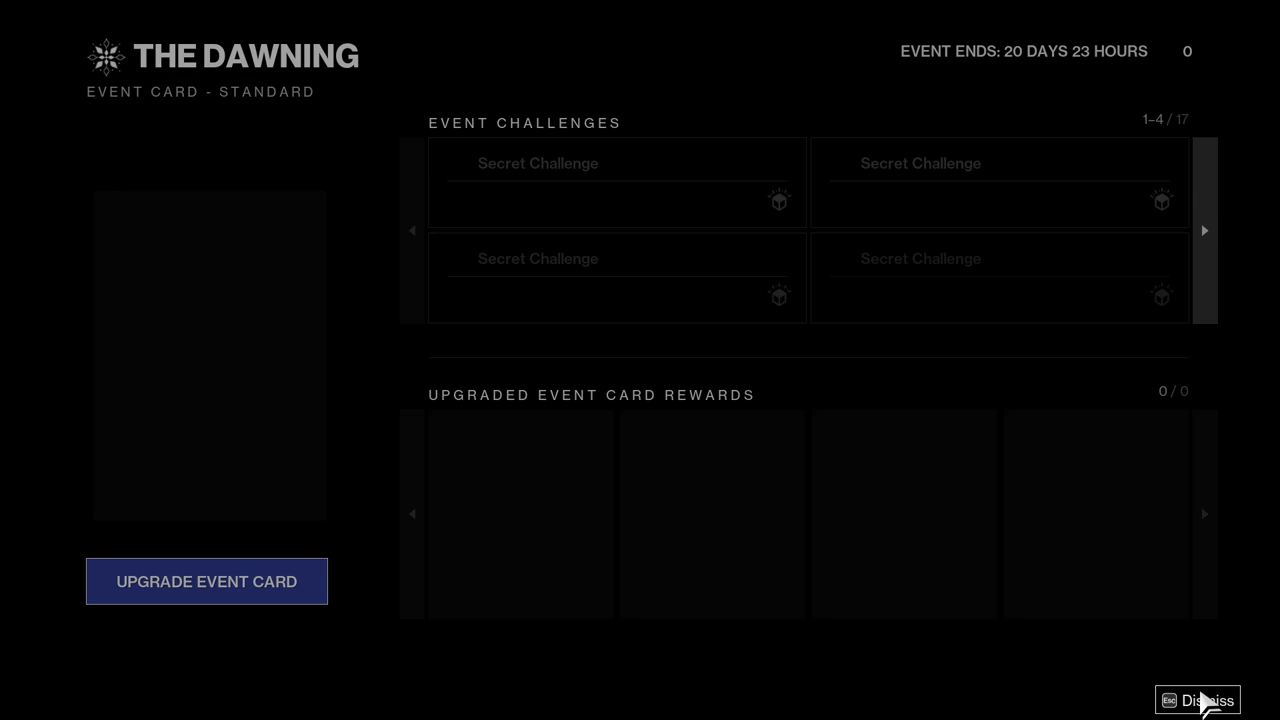 THE DAWNING
EVENT CARD - STANDARD
EVENT ENDS: 20 DAYS 23 HOURS 0
EVENT CHALLENGES 1–4 / 17
Secret Challenge Secret Challenge
Secret Challenge Secret Challenge
UPGRADED EVENT CARD REWARDS 0 / 0
UPGRADE EVENT CARD
Esc Dismiss